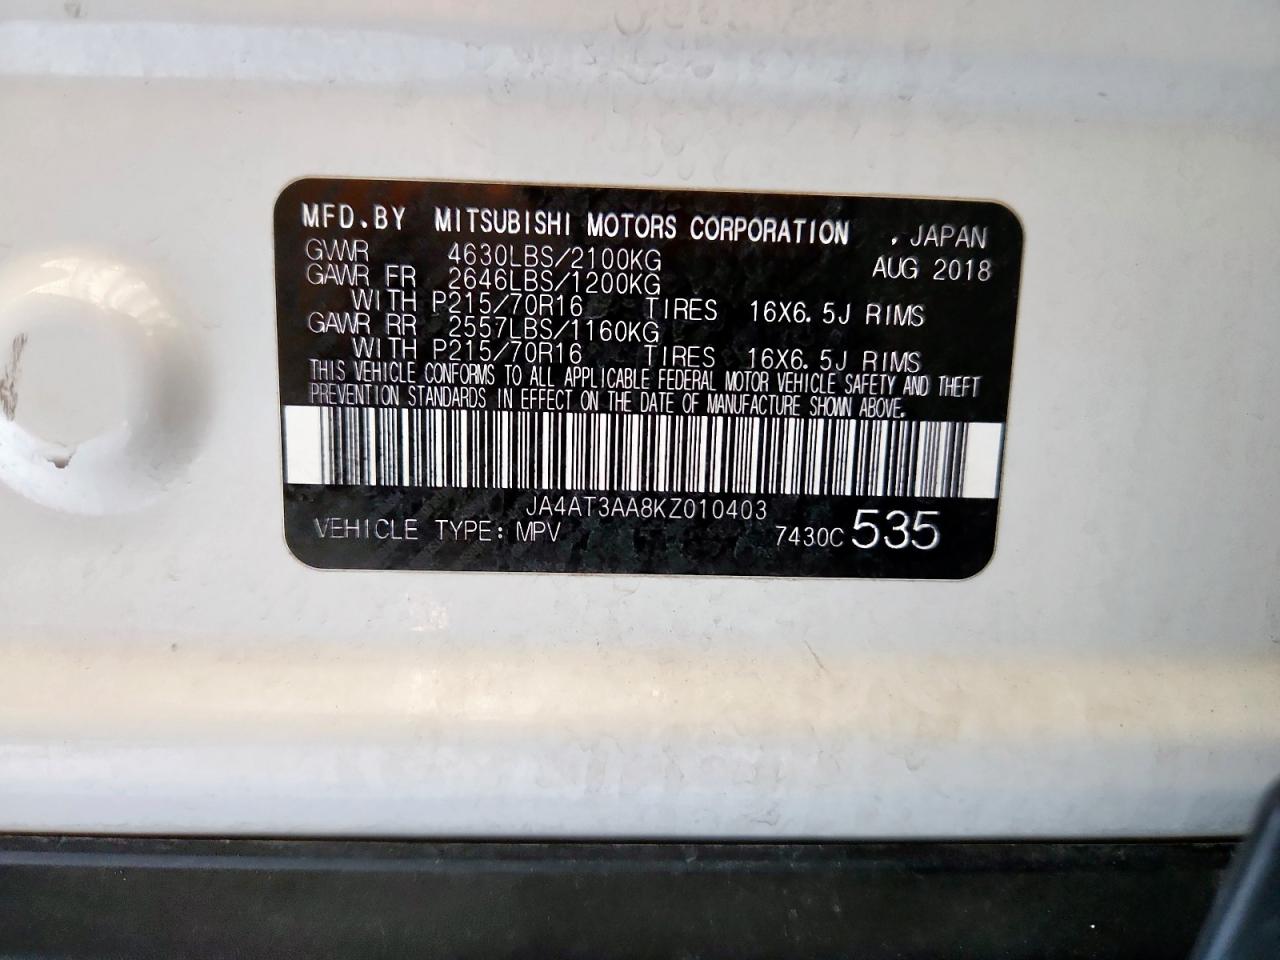 MFD.BY MITSUBISHI MOTORS CORPORATION , JAPAN
GVWR 4630LBS/2100KG AUG 2018
GAWR FR 2646LBS/1200KG
WITH P215/70R16 TIRES 16X6.5J RIMS
GAWR RR 2557LBS/1160KG
WITH P215/70R16 TIRES 16X6.5J RIMS
THIS VEHICLE CONFORMS TO ALL APPLICABLE FEDERAL MOTOR VEHICLE SAFETY AND THEFT
PREVENTION STANDARDS IN EFFECT ON THE DATE OF MANUFACTURE SHOWN ABOVE.
JA4AT3AA8KZ010403
VEHICLE TYPE: MPV 7430C 535